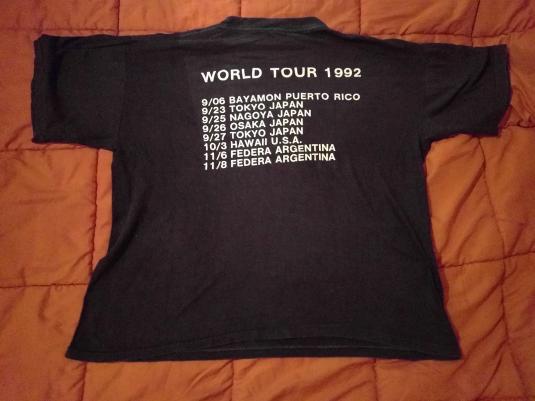 WORLD TOUR 1992
9/06 BAYAMON PUERTO RICO
9/23 TOKYO JAPAN
9/25 NAGOYA JAPAN
9/26 OSAKA JAPAN
9/27 TOKYO JAPAN
10/3 HAWAII U.S.A.
11/6 FEDERA ARGENTINA
11/8 FEDERA ARGENTINA